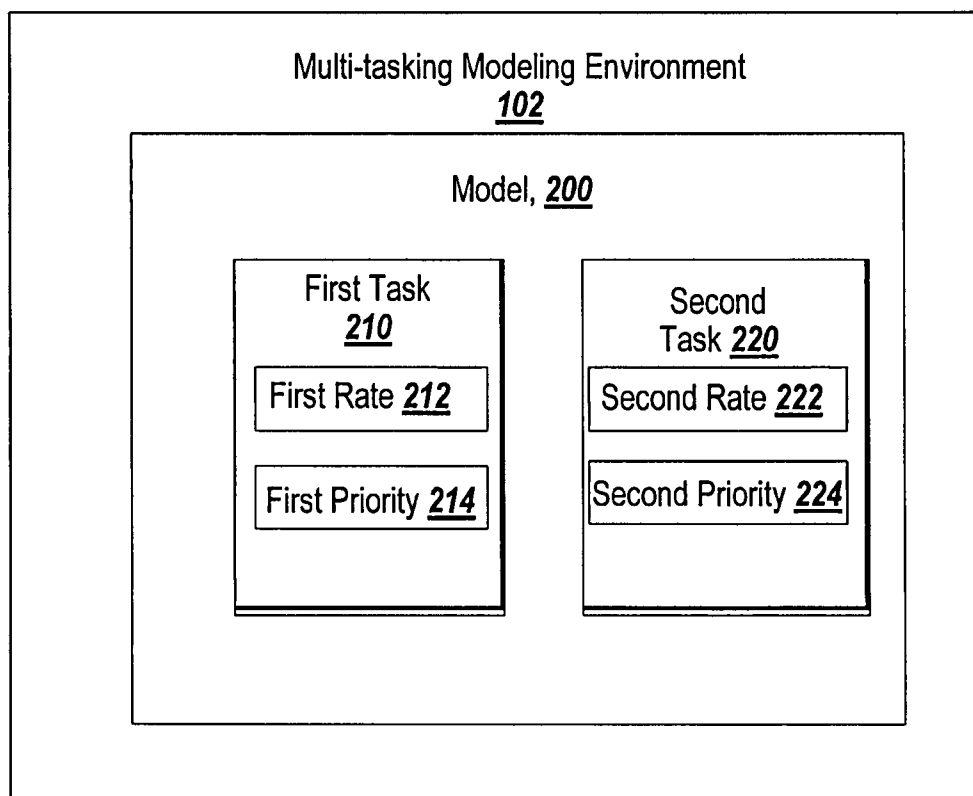 Multi-tasking Modeling Environment
102
Model, 200
First Task
210
First Rate 212
First Priority 214
Second
Task 220
Second Rate 222
Second Priority 224